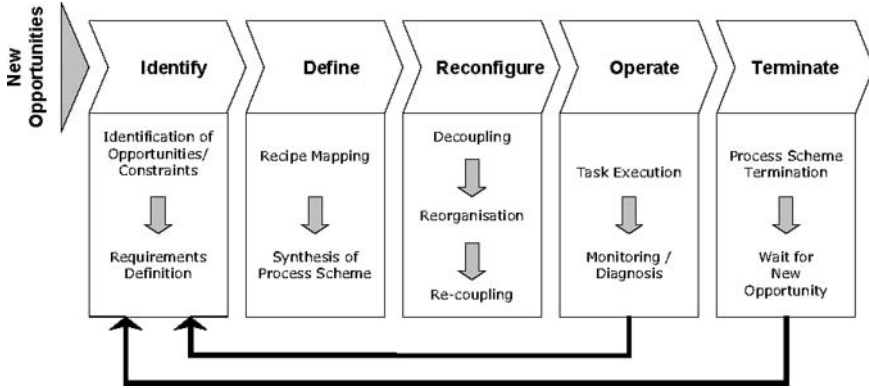 New
Opportunities
Identify
Define
Reconfigure
Operate
Terminate
Identification of
Opportunities/
Constraints
Requirements
Definition
Recipe Mapping
Synthesis of
Process Scheme
Decoupling
Reorganisation
Re-coupling
Task Execution
Monitoring /
Diagnosis
Process Scheme
Termination
Wait for
New
Opportunity